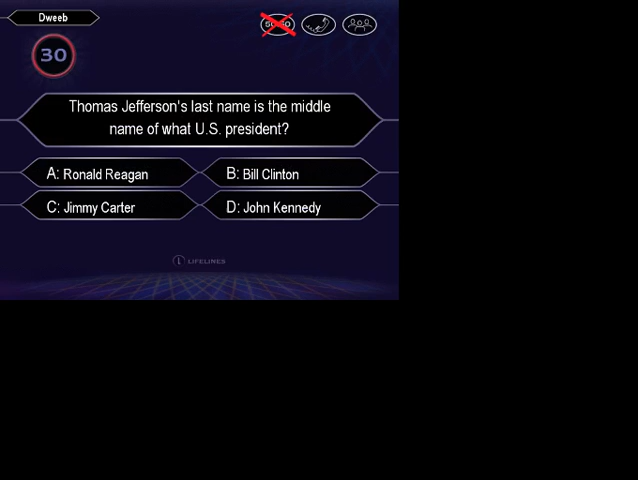 Dweeb
50:50
30
Thomas Jefferson's last name is the middle
name of what U.S. president?
A: Ronald Reagan
B: Bill Clinton
C: Jimmy Carter
D: John Kennedy
L LIFELINES